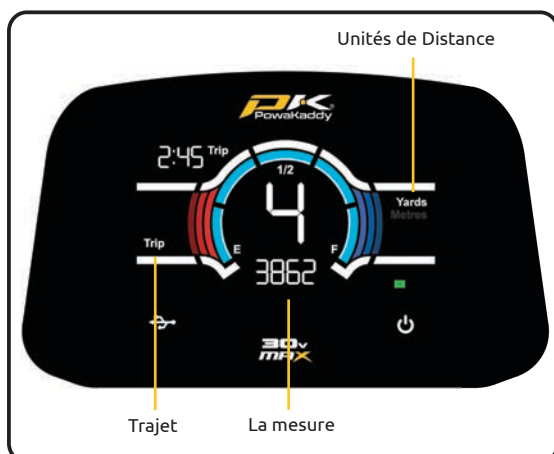 Unités de Distance
PK
PowaKaddy
2:45 Trip
1/2
4
Yards
Metres
Trip
E
F
3862
30v
MAX
Trajet
La mesure